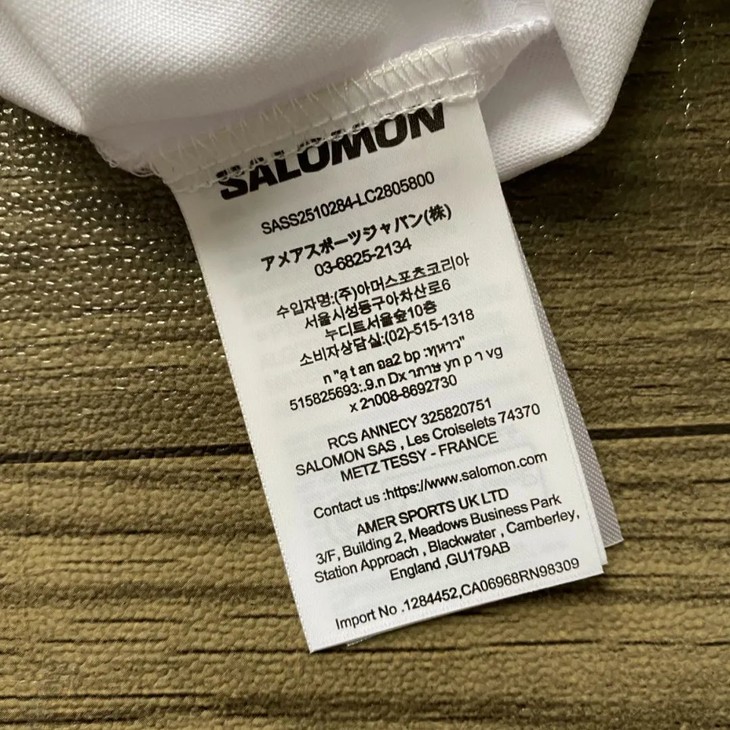 SALOMON
SASS2510284-LC2805800
アメアスポーツジャパン(株)
03-6825-2134
수입자명:(주)아머스포츠코리아
서울시성동구아차산로6
누디트서울숲10층
소비자상담실:(02)-515-1318
515825693:.9.n Dx
008-8692730
RCS ANNECY 325820751
SALOMON SAS , Les Croiselets 74370
METZ TESSY - FRANCE
Contact us :https://www.salomon.com
AMER SPORTS UK LTD
3/F, Building 2, Meadows Business Park
Station Approach , Blackwater , Camberley,
England ,GU179AB
Import No .1284452,CA06968RN98309